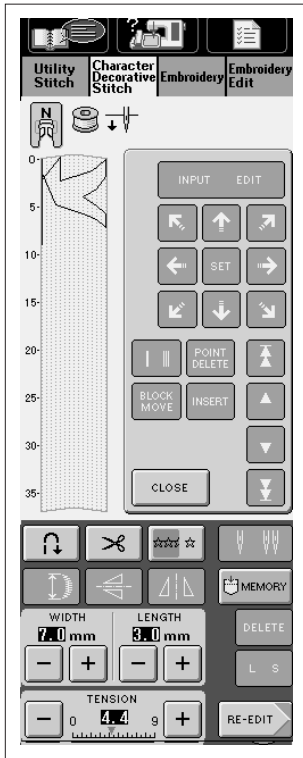 ?
Utility Stitch
Character Decorative Stitch
Embroidery
Embroidery Edit
N
0-
5-
10-
15-
20-
25-
30-
35-
INPUT EDIT
SET
POINT DELETE
BLOCK MOVE
INSERT
CLOSE
MEMORY
WIDTH
7.0 mm
LENGTH
3.0 mm
DELETE
L S
− +
− +
TENSION
− 0 4.4 9 +
RE-EDIT